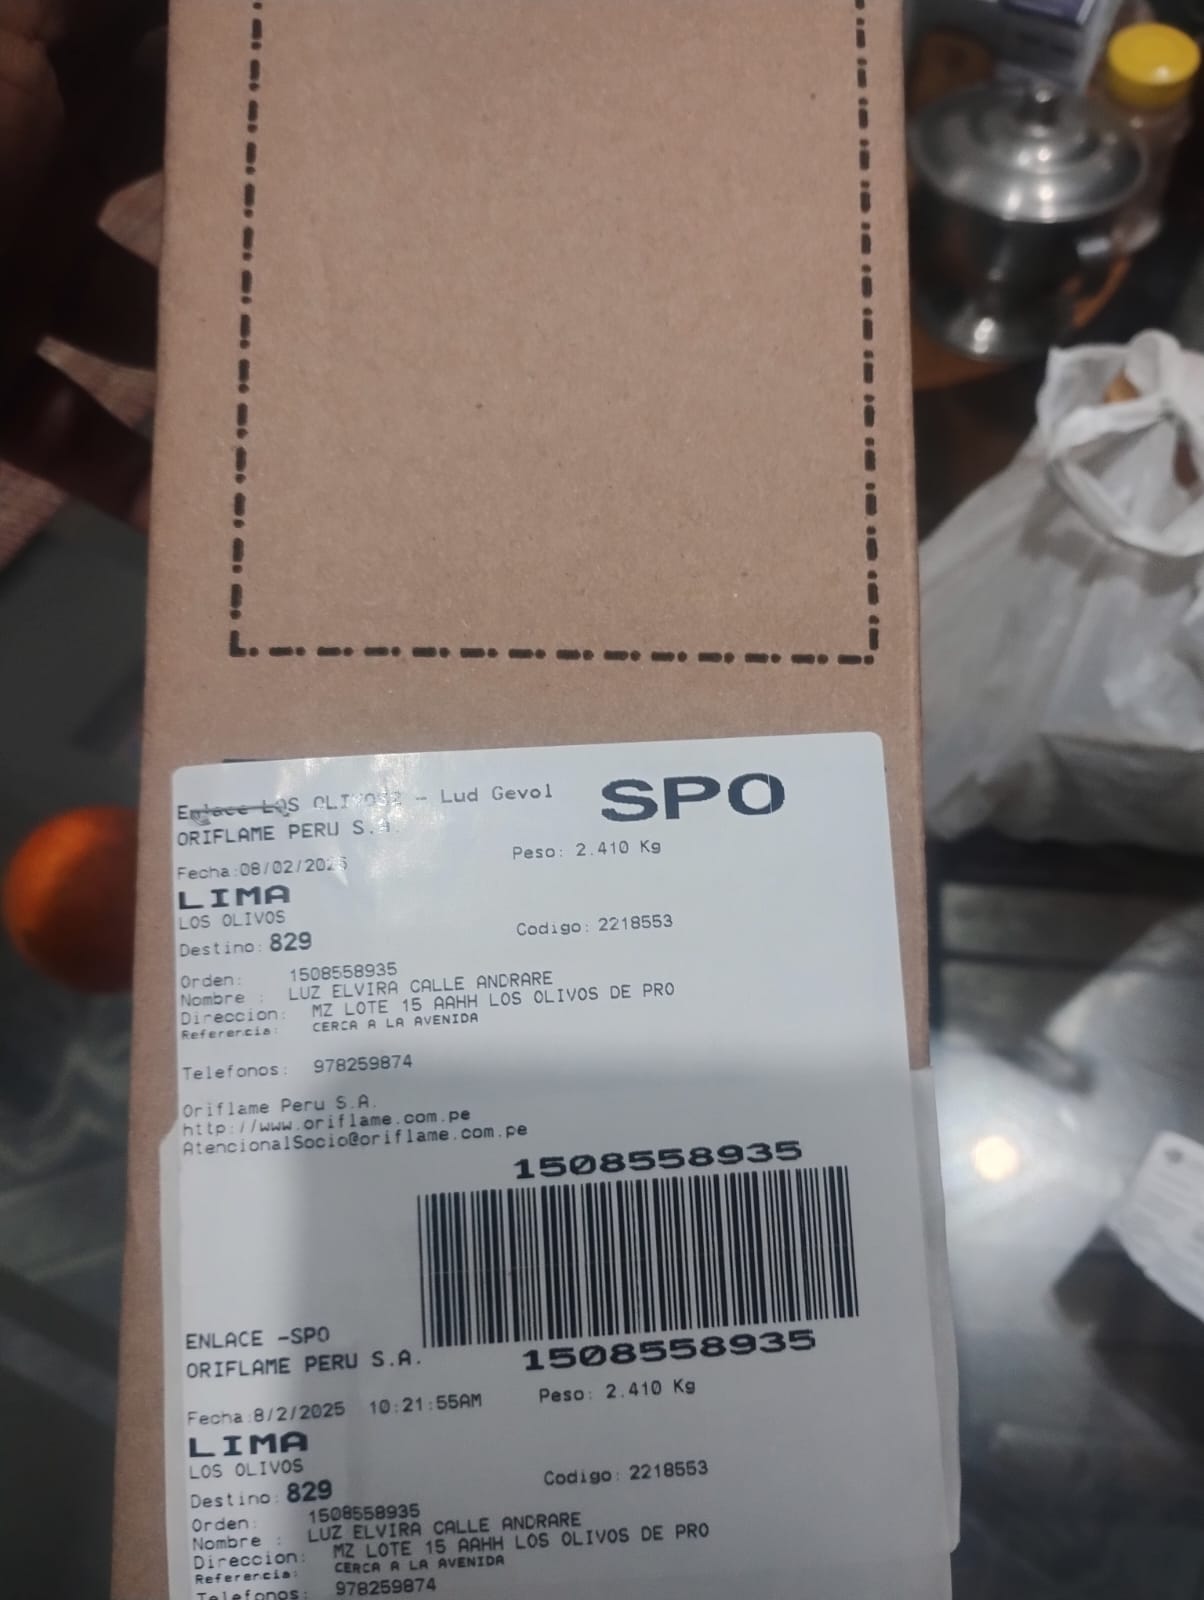 Enlace LOS OLIVOS2 - Lud Gevol
SPO
ORIFLAME PERU S.A.
Fecha:08/02/2025
Peso: 2.410 Kg
LIMA
LOS OLIVOS
Destino: 829
Codigo: 2218553
Orden: 1508558935
Nombre : LUZ ELVIRA CALLE ANDRARE
Direccion: MZ LOTE 15 AAHH LOS OLIVOS DE PRO
Referencia: CERCA A LA AVENIDA
Telefonos: 978259874
Oriflame Peru S.A.
http://www.oriflame.com.pe
AtencionalSocio@oriflame.com.pe
1508558935
ENLACE -SPO
ORIFLAME PERU S.A.
1508558935
Fecha:8/2/2025 10:21:55AM
Peso: 2.410 Kg
LIMA
LOS OLIVOS
Destino: 829
Codigo: 2218553
Orden: 1508558935
Nombre : LUZ ELVIRA CALLE ANDRARE
Direccion: MZ LOTE 15 AAHH LOS OLIVOS DE PRO
Referencia: CERCA A LA AVENIDA
Telefonos: 978259874